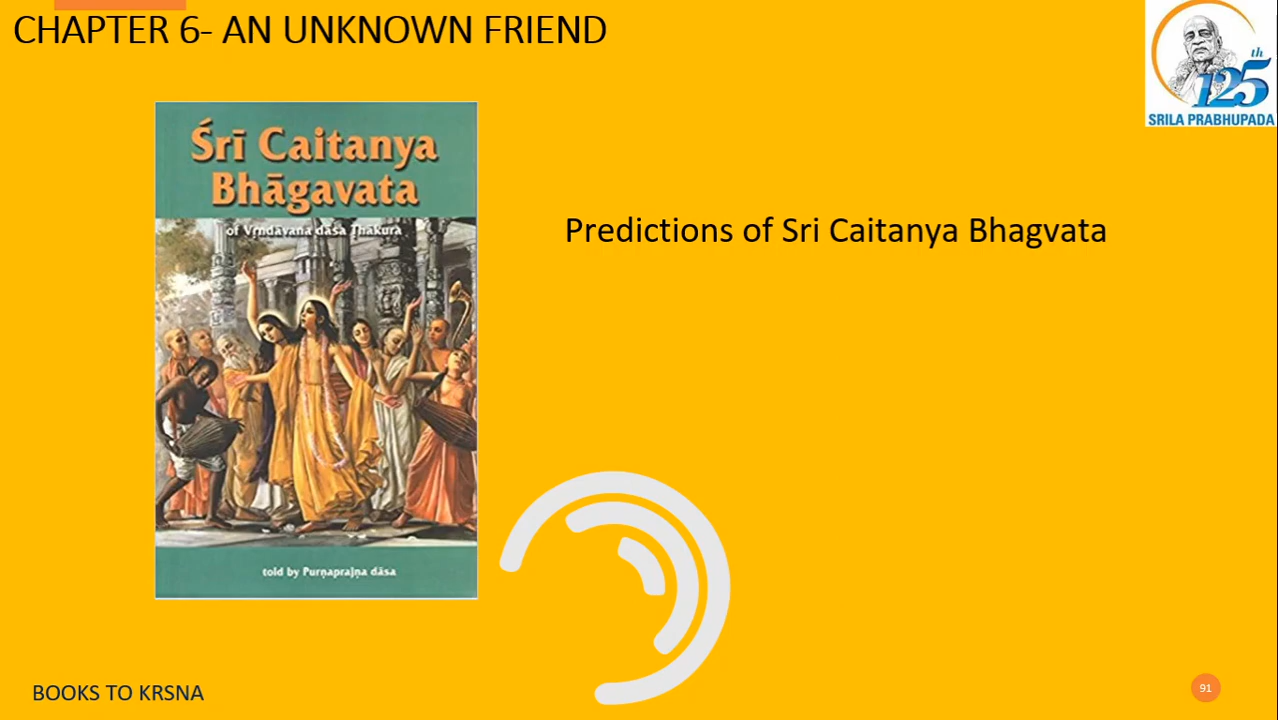 CHAPTER 6- AN UNKNOWN FRIEND
th
125
SRILA PRABHUPADA
Śrī Caitanya
Bhāgavata
of Vṛndāvana dāsa Ṭhākura
Predictions of Sri Caitanya Bhagvata
told by Purṇaprajṇa dāsa
BOOKS TO KRSNA
91